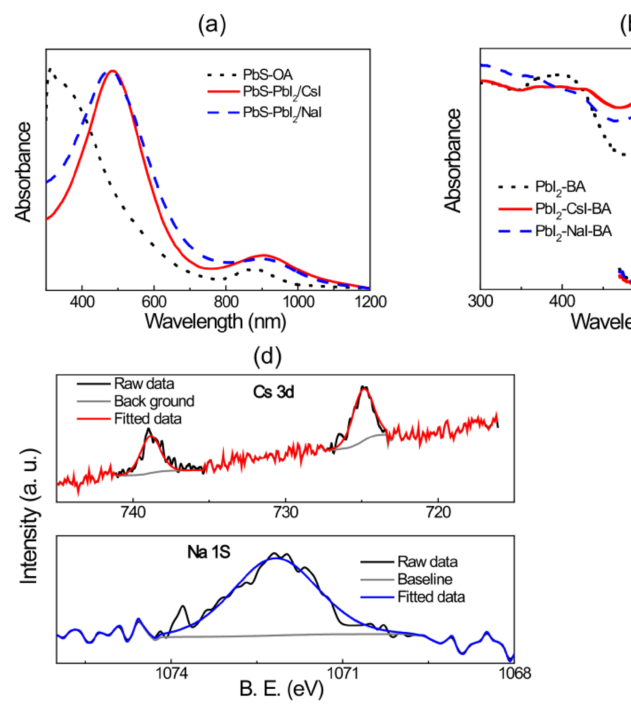 (a)
PbS-OA
PbS-PbI₂/CsI
PbS-PbI₂/NaI
Absorbance
400 600 800 1000 1200
Wavelength (nm)
Absorbance
PbI₂-BA
PbI₂-CsI-BA
PbI₂-NaI-BA
300 400
(d)
Raw data
Back ground
Fitted data
Cs 3d
740 730 720
Intensity (a. u.)
Na 1S
Raw data
Baseline
Fitted data
1074 1071 1068
B. E. (eV)